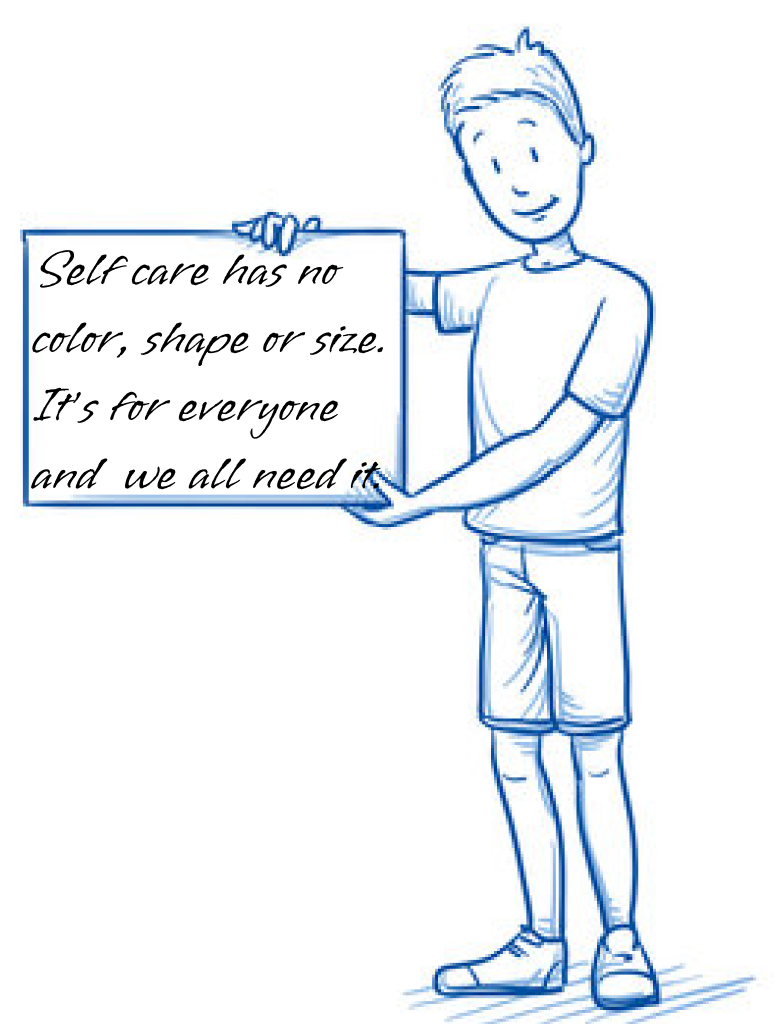 Self care has no
color, shape or size.
It's for everyone
and we all need it.